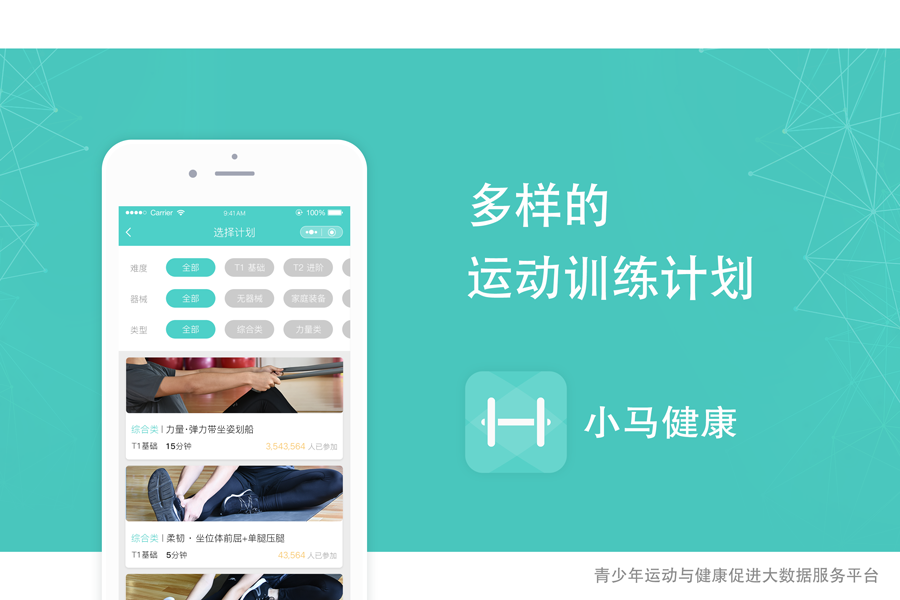 多样的
运动训练计划
小马健康
Carrier 9:41AM 100%
选择计划
难度 全部 T1 基础 T2 进阶
器械 全部 无器械 家庭装备
类型 全部 综合类 力量类
综合类 | 力量·弹力带坐姿划船
T1基础 15分钟 3,543,564 人已参加
综合类 | 柔韧 · 坐位体前屈+单腿压腿
T1基础 5分钟 43,564 人已参加
青少年运动与健康促进大数据服务平台